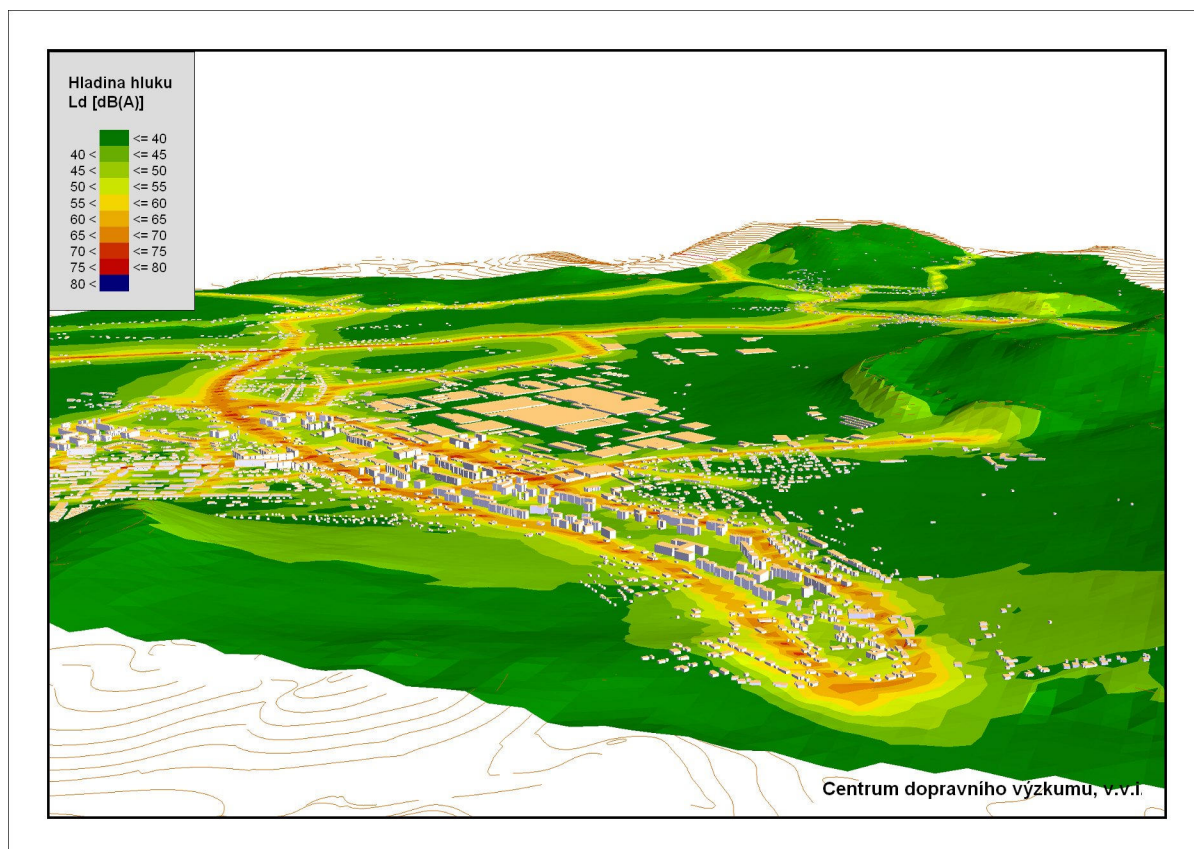 Hladina hluku
Ld [dB(A)]
<= 40
40 < <= 45
45 < <= 50
50 < <= 55
55 < <= 60
60 < <= 65
65 < <= 70
70 < <= 75
75 < <= 80
80 <
Centrum dopravního výzkumu, v.v.i.